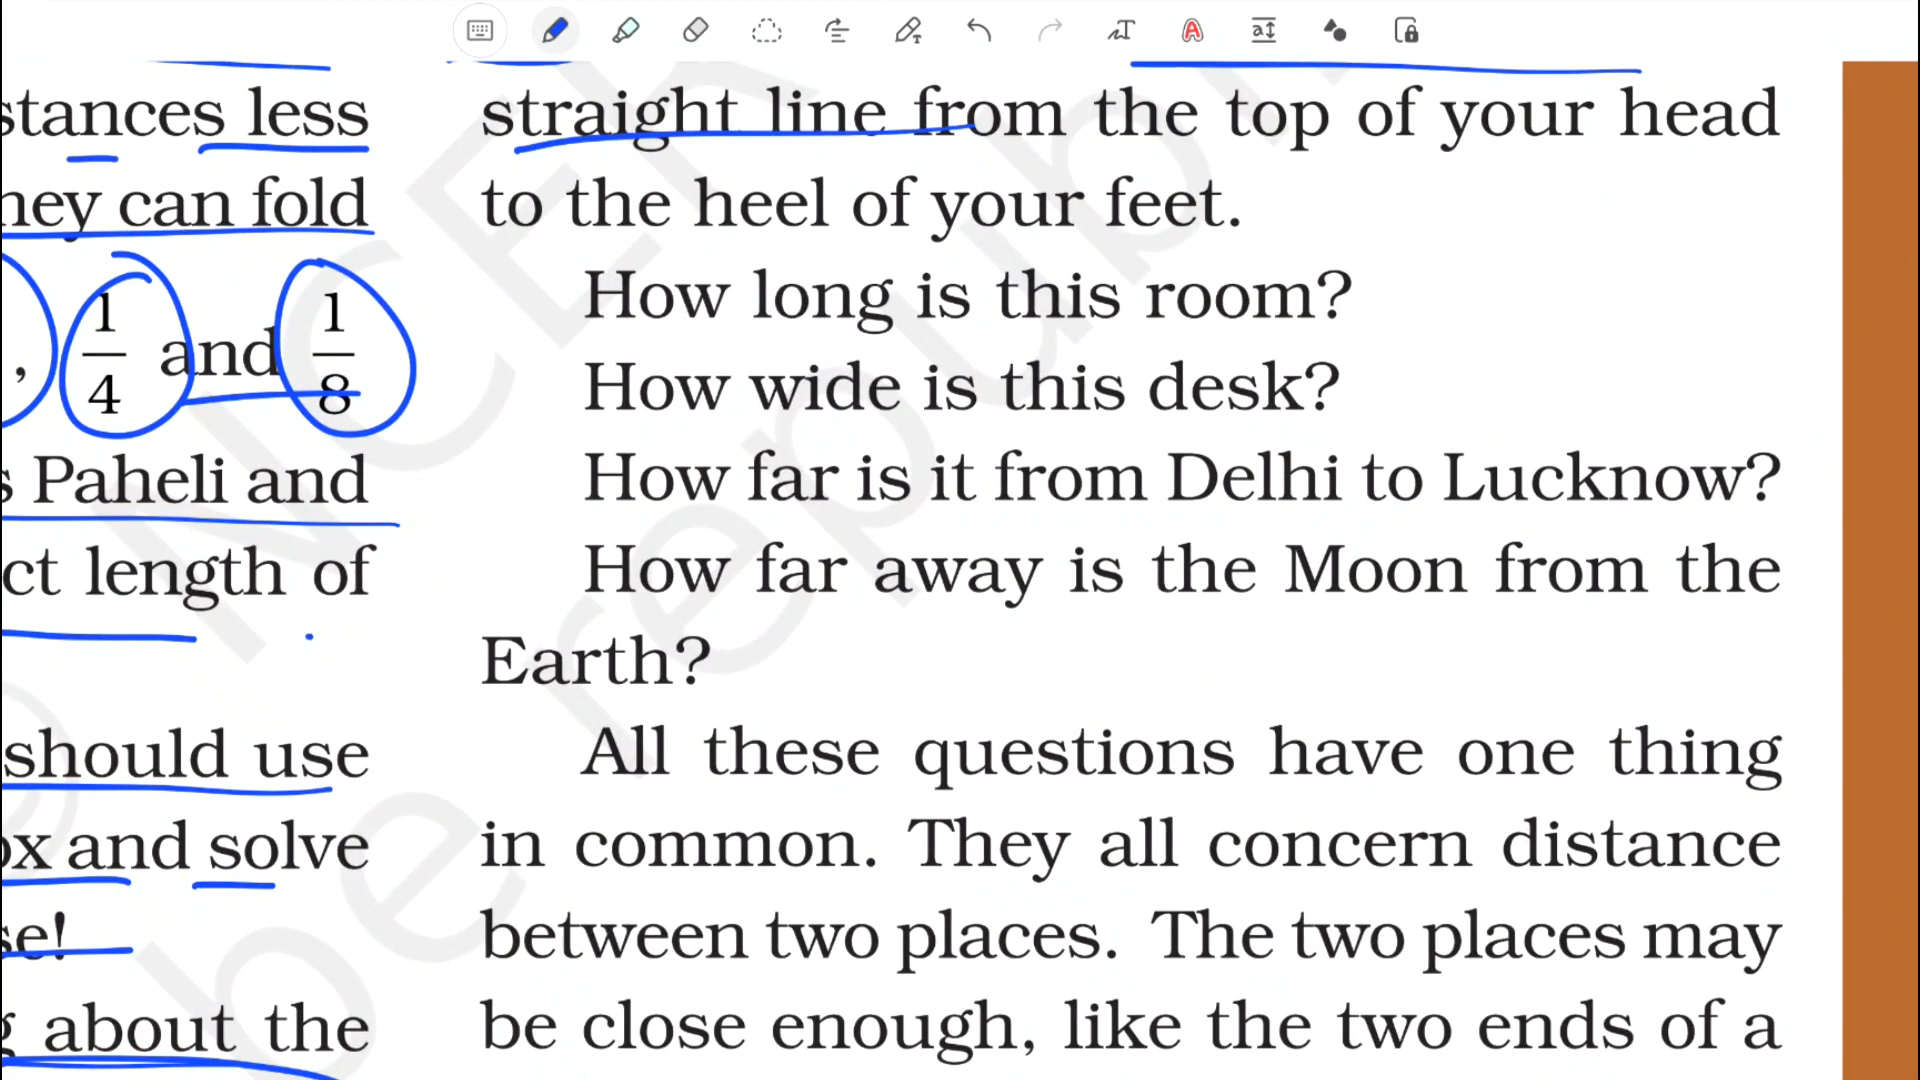 stances less
they can fold
, 1/4 and 1/8
s Paheli and
ct length of
should use
ox and solve
se!
g about the
straight line from the top of your head
to the heel of your feet.
How long is this room?
How wide is this desk?
How far is it from Delhi to Lucknow?
How far away is the Moon from the
Earth?
All these questions have one thing
in common. They all concern distance
between two places. The two places may
be close enough, like the two ends of a